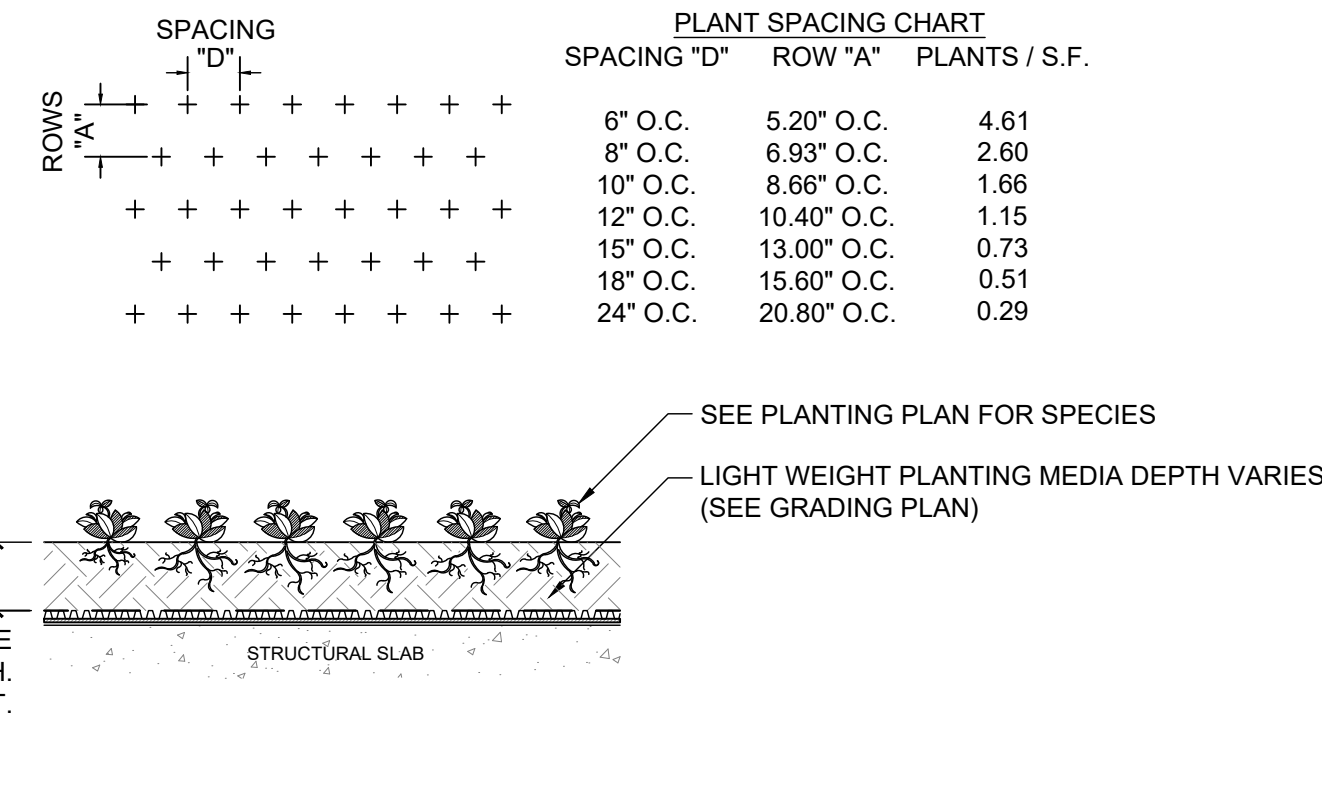 SPACING
"D"
ROWS
"A"
PLANT SPACING CHART
SPACING "D" ROW "A" PLANTS / S.F.
6" O.C. 5.20" O.C. 4.61
8" O.C. 6.93" O.C. 2.60
10" O.C. 8.66" O.C. 1.66
12" O.C. 10.40" O.C. 1.15
15" O.C. 13.00" O.C. 0.73
18" O.C. 15.60" O.C. 0.51
24" O.C. 20.80" O.C. 0.29
SEE PLANTING PLAN FOR SPECIES
LIGHT WEIGHT PLANTING MEDIA DEPTH VARIES
(SEE GRADING PLAN)
STRUCTURAL SLAB